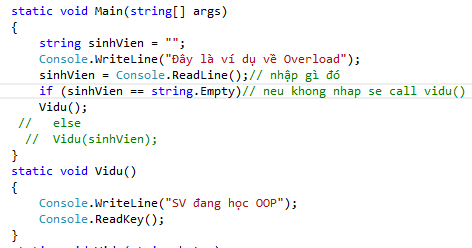 static void Main(string[] args)
{
string sinhVien = "";
Console.WriteLine("Đây là ví dụ về Overload");
sinhVien = Console.ReadLine();// nhập gì đó
if (sinhVien == string.Empty)// neu khong nhap se call vidu()
Vidu();
//   else
//  Vidu(sinhVien);
}
static void Vidu()
{
Console.WriteLine("SV đang học OOP");
Console.ReadKey();
}